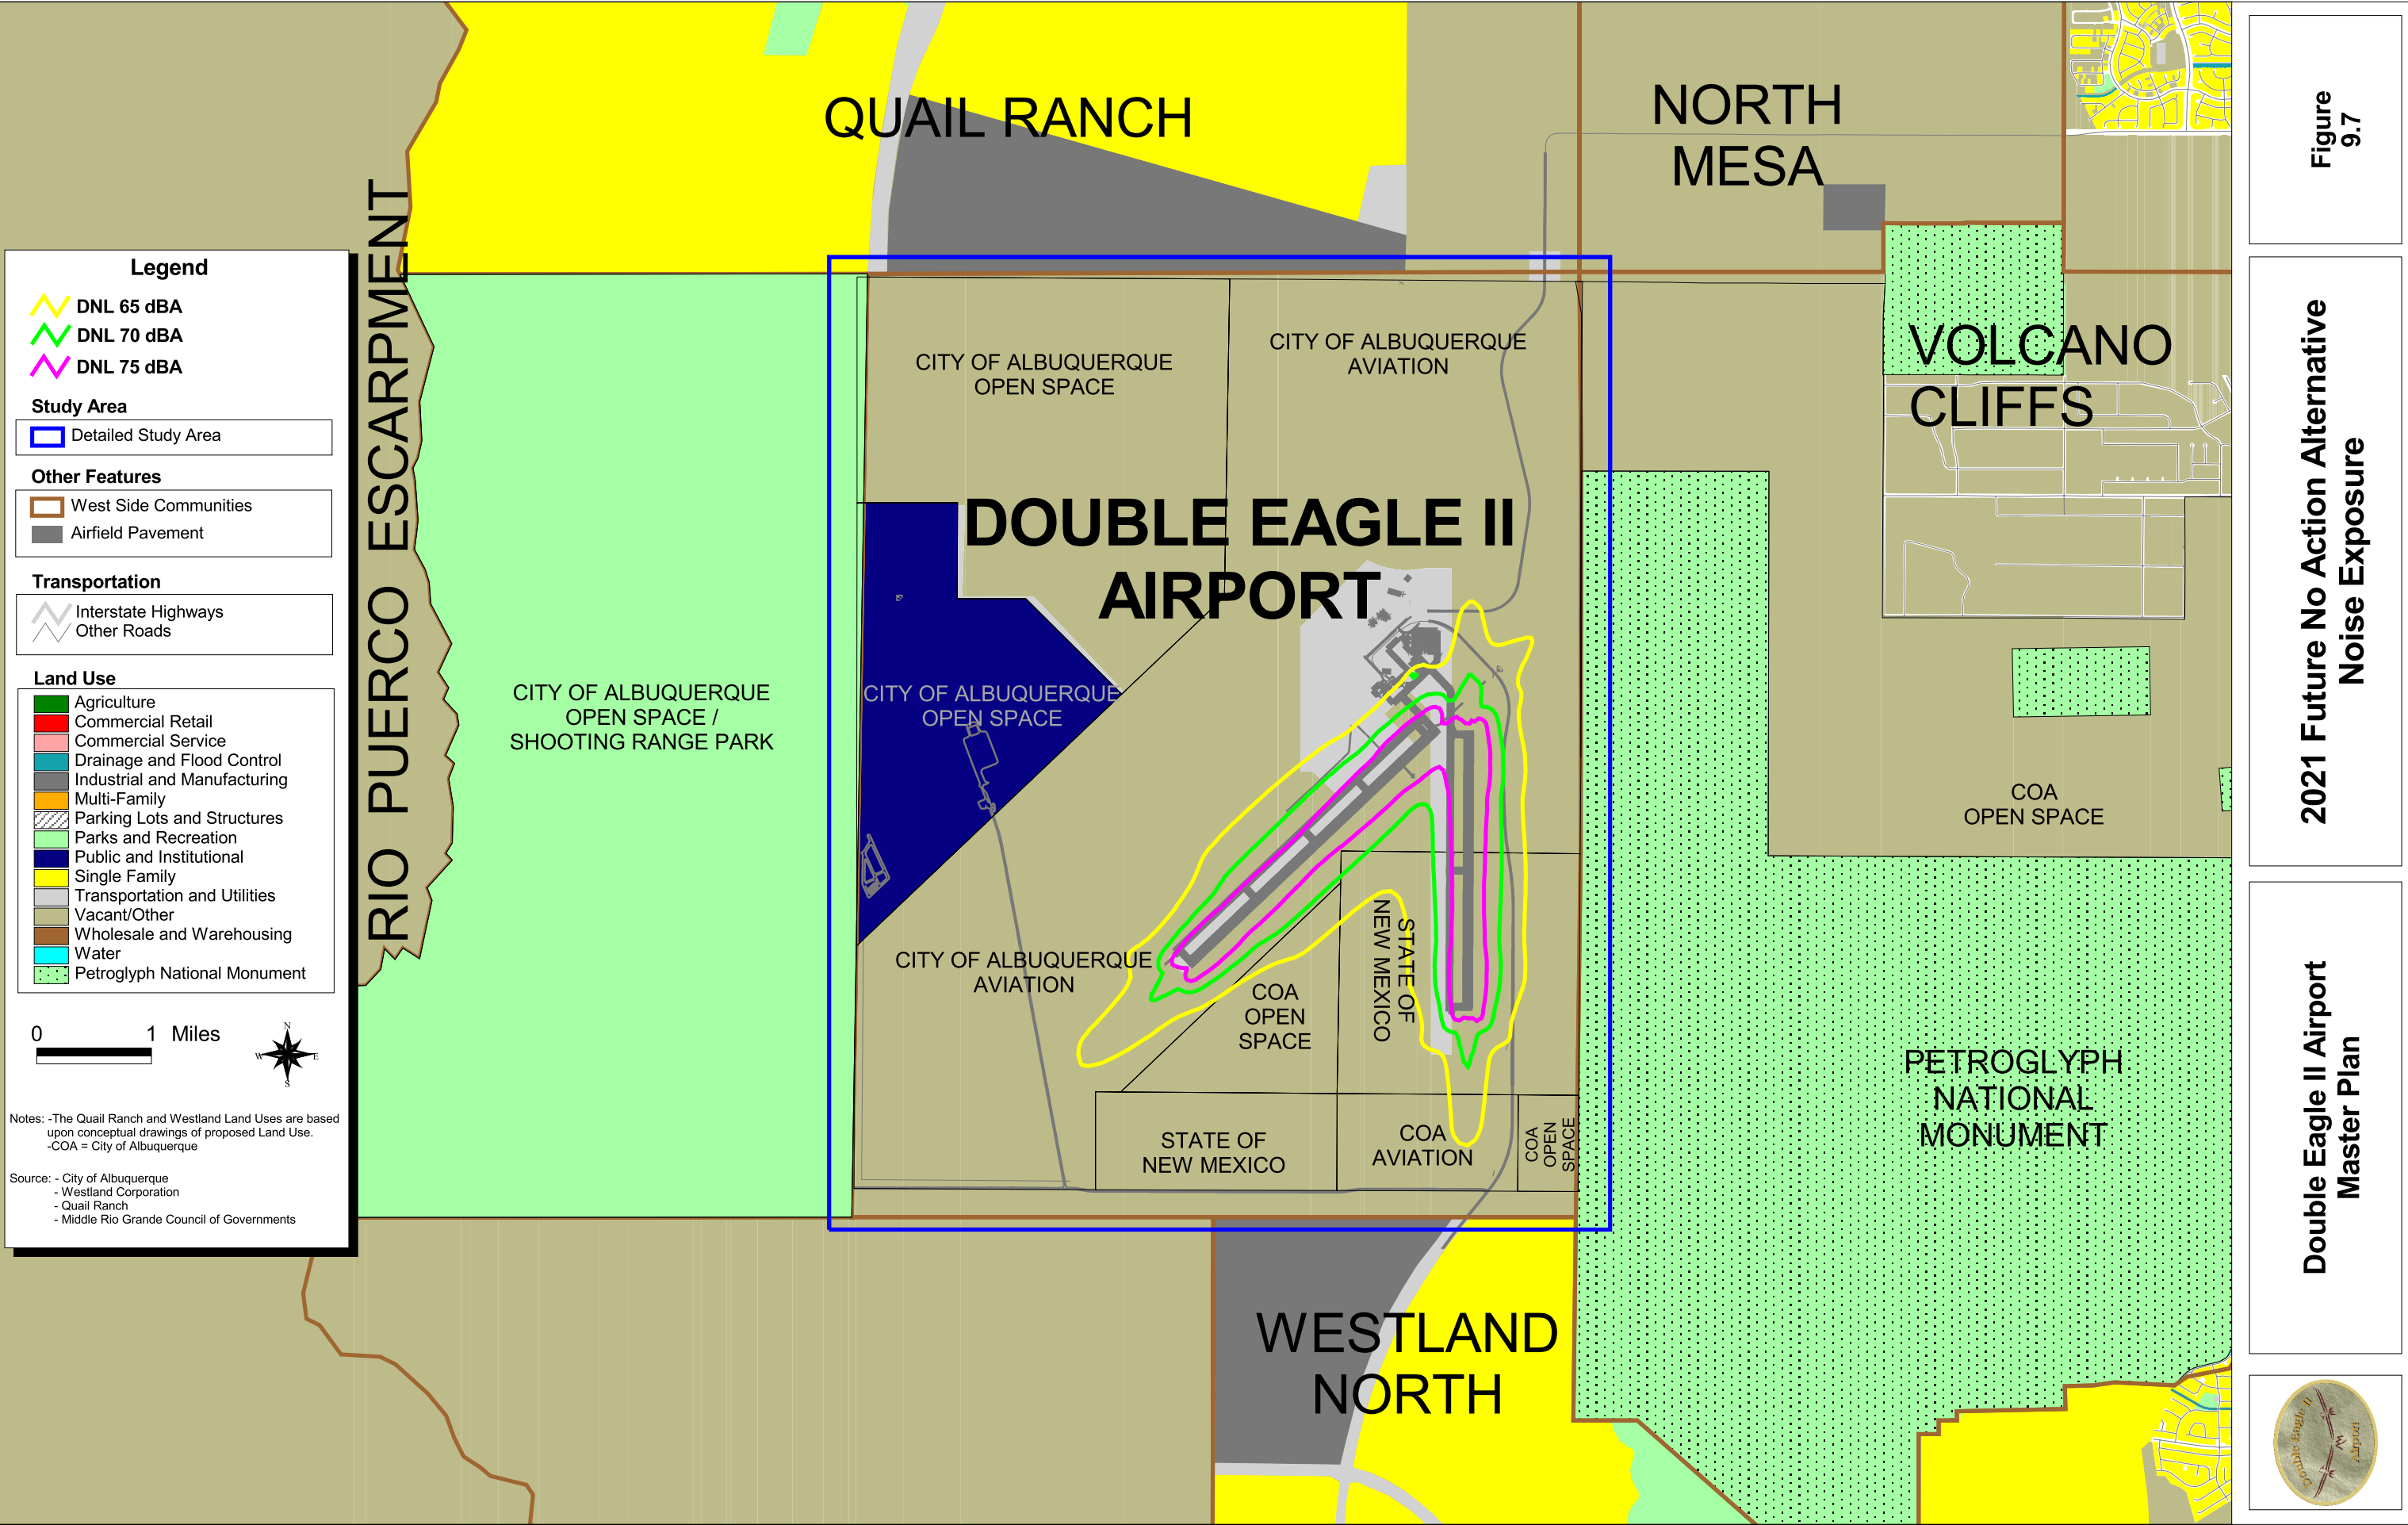 QUAIL RANCH
NORTH
MESA
RIO PUERCO ESCARPMENT
VOLCANO
CLIFFS
CITY OF ALBUQUERQUE
OPEN SPACE
CITY OF ALBUQUERQUE
AVIATION
DOUBLE EAGLE II
AIRPORT
CITY OF ALBUQUERQUE
OPEN SPACE /
SHOOTING RANGE PARK
CITY OF ALBUQUERQUE
OPEN SPACE
COA
OPEN SPACE
CITY OF ALBUQUERQUE
AVIATION
COA
OPEN
SPACE
STATE OF
NEW MEXICO
PETROGLYPH
NATIONAL
MONUMENT
STATE OF
NEW MEXICO
COA
AVIATION
COA
OPEN
SPACE
WESTLAND
NORTH
Legend
DNL 65 dBA
DNL 70 dBA
DNL 75 dBA
Study Area
Detailed Study Area
Other Features
West Side Communities
Airfield Pavement
Transportation
Interstate Highways
Other Roads
Land Use
Agriculture
Commercial Retail
Commercial Service
Drainage and Flood Control
Industrial and Manufacturing
Multi-Family
Parking Lots and Structures
Parks and Recreation
Public and Institutional
Single Family
Transportation and Utilities
Vacant/Other
Wholesale and Warehousing
Water
Petroglyph National Monument
0 1 Miles
N
W E
S
Notes: -The Quail Ranch and Westland Land Uses are based
upon conceptual drawings of proposed Land Use.
-COA = City of Albuquerque
Source: - City of Albuquerque
- Westland Corporation
- Quail Ranch
- Middle Rio Grande Council of Governments
Figure
9.7
2021 Future No Action Alternative
Noise Exposure
Double Eagle II Airport
Master Plan
Double Eagle II
Airport